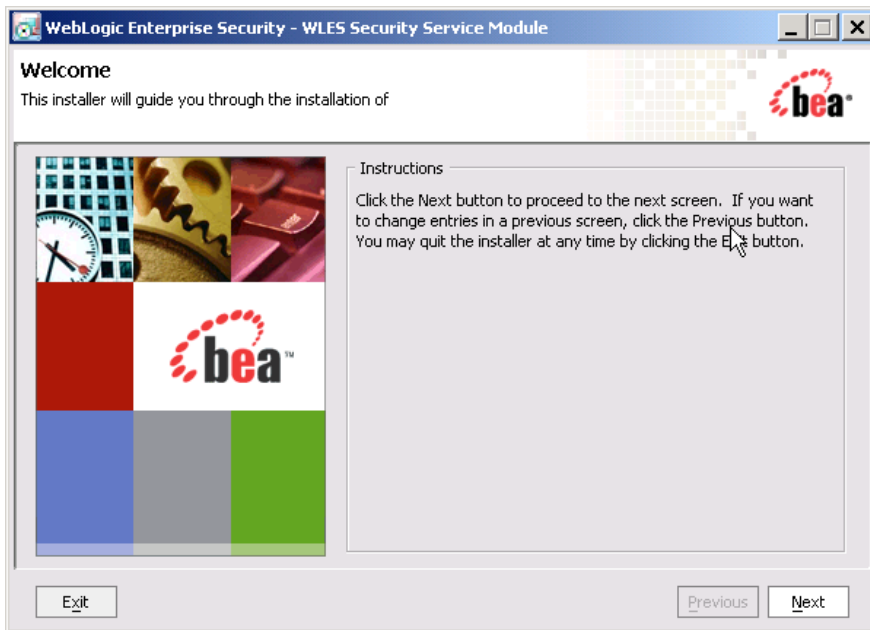 WebLogic Enterprise Security - WLES Security Service Module
Welcome
This installer will guide you through the installation of
bea
Instructions
Click the Next button to proceed to the next screen. If you want
to change entries in a previous screen, click the Previous button.
You may quit the installer at any time by clicking the Exit button.
bea™
Exit
Previous
Next